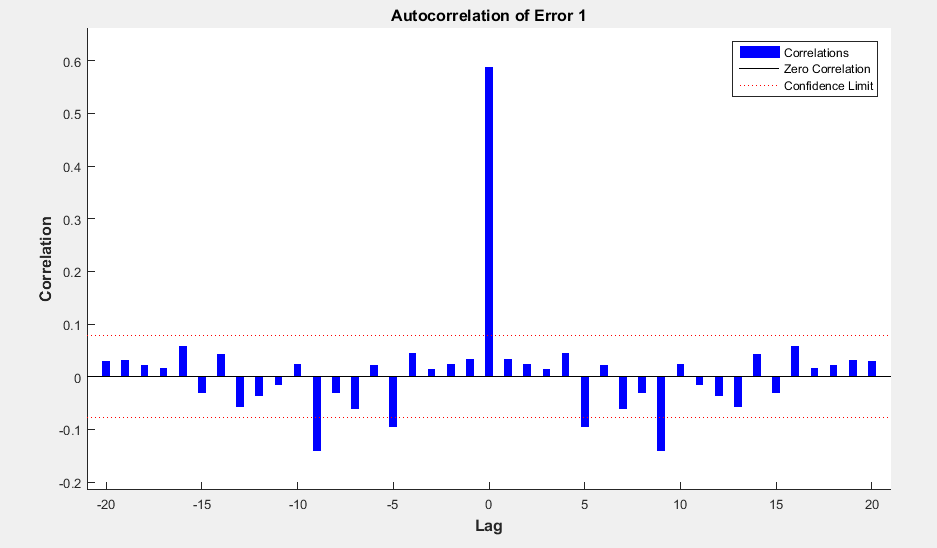 Autocorrelation of Error 1
Correlations
Zero Correlation
Confidence Limit
0.6
0.5
0.4
0.3
0.2
0.1
0
-0.1
-0.2
Correlation
-20 -15 -10 -5 0 5 10 15 20
Lag